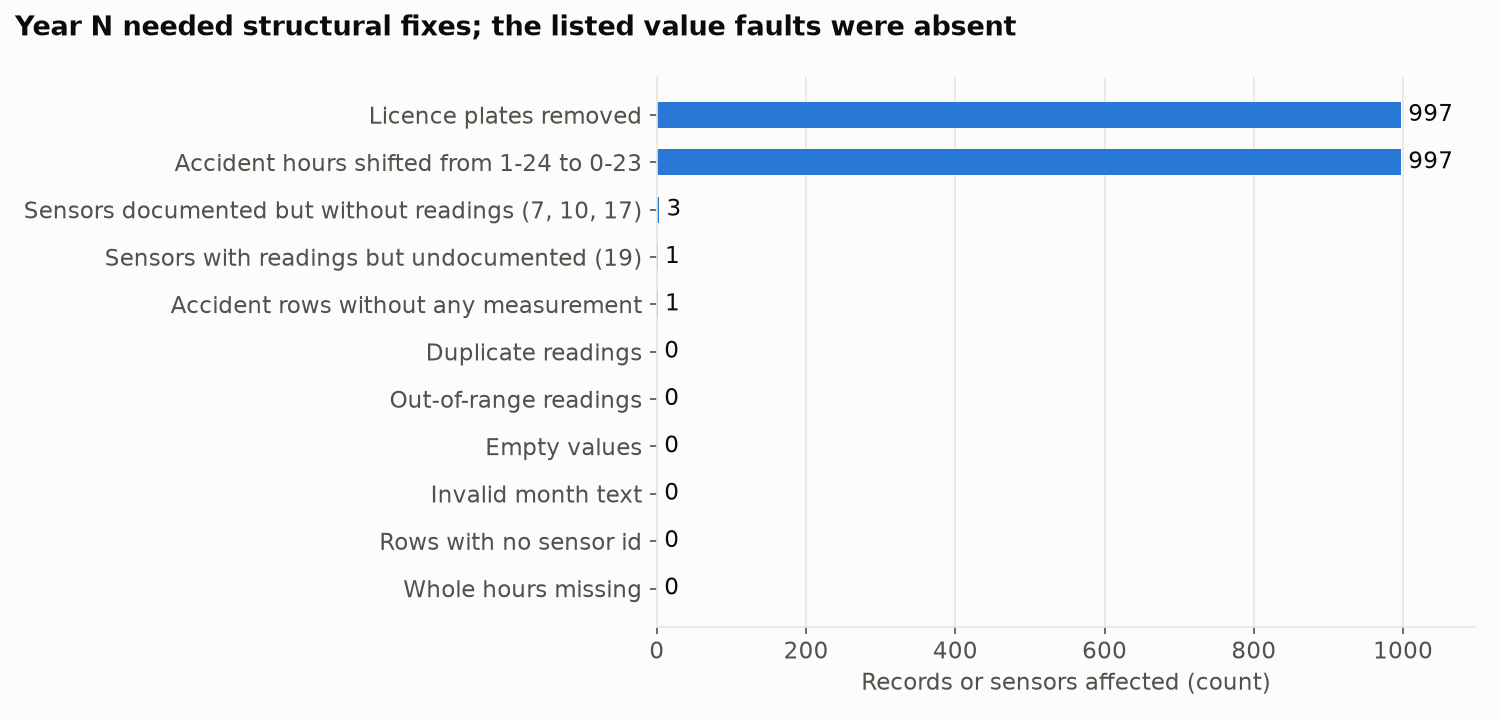 Year N needed structural fixes; the listed value faults were absent
Licence plates removed 997
Accident hours shifted from 1-24 to 0-23 997
Sensors documented but without readings (7, 10, 17) 3
Sensors with readings but undocumented (19) 1
Accident rows without any measurement 1
Duplicate readings 0
Out-of-range readings 0
Empty values 0
Invalid month text 0
Rows with no sensor id 0
Whole hours missing 0
0 200 400 600 800 1000
Records or sensors affected (count)